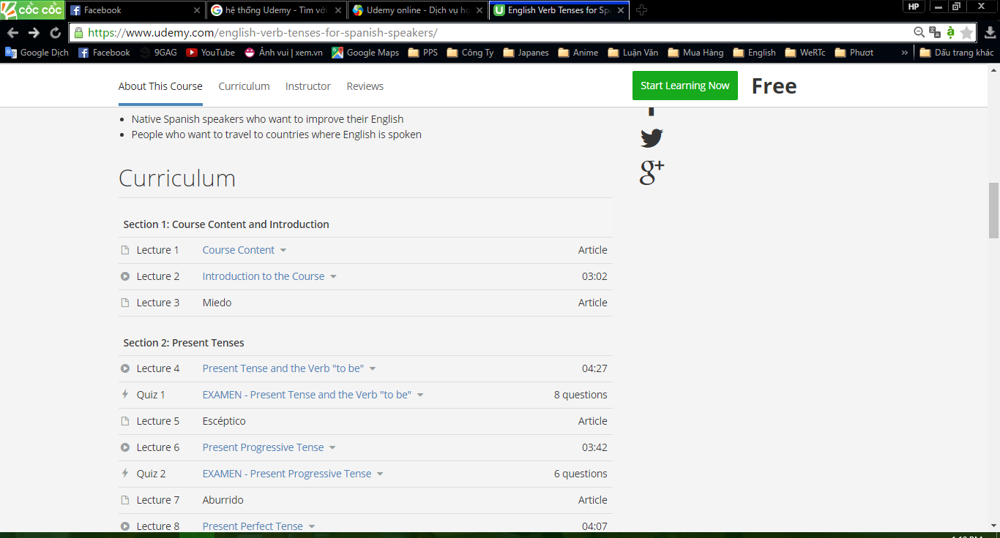 CỐC CỐC
Facebook
hệ thống Udemy - Tìm với
Udemy online - Dịch vụ họ
English Verb Tenses for Spa
HP
https://www.udemy.com/english-verb-tenses-for-spanish-speakers/
Google Dịch
Facebook
9GAG
YouTube
Ảnh vui | xem.vn
Google Maps
PPS
Công Ty
Japanes
Anime
Luận Văn
Mua Hàng
English
WeRTc
Phượt
»
Dấu trang khác
About This Course
Curriculum
Instructor
Reviews
Start Learning Now
Free
• Native Spanish speakers who want to improve their English
• People who want to travel to countries where English is spoken
g+
Curriculum
Section 1: Course Content and Introduction
Lecture 1 Course Content Article
Lecture 2 Introduction to the Course 03:02
Lecture 3 Miedo Article
Section 2: Present Tenses
Lecture 4 Present Tense and the Verb "to be" 04:27
Quiz 1 EXAMEN - Present Tense and the Verb "to be" 8 questions
Lecture 5 Escéptico Article
Lecture 6 Present Progressive Tense 03:42
Quiz 2 EXAMEN - Present Progressive Tense 6 questions
Lecture 7 Aburrido Article
Lecture 8 Present Perfect Tense 04:07